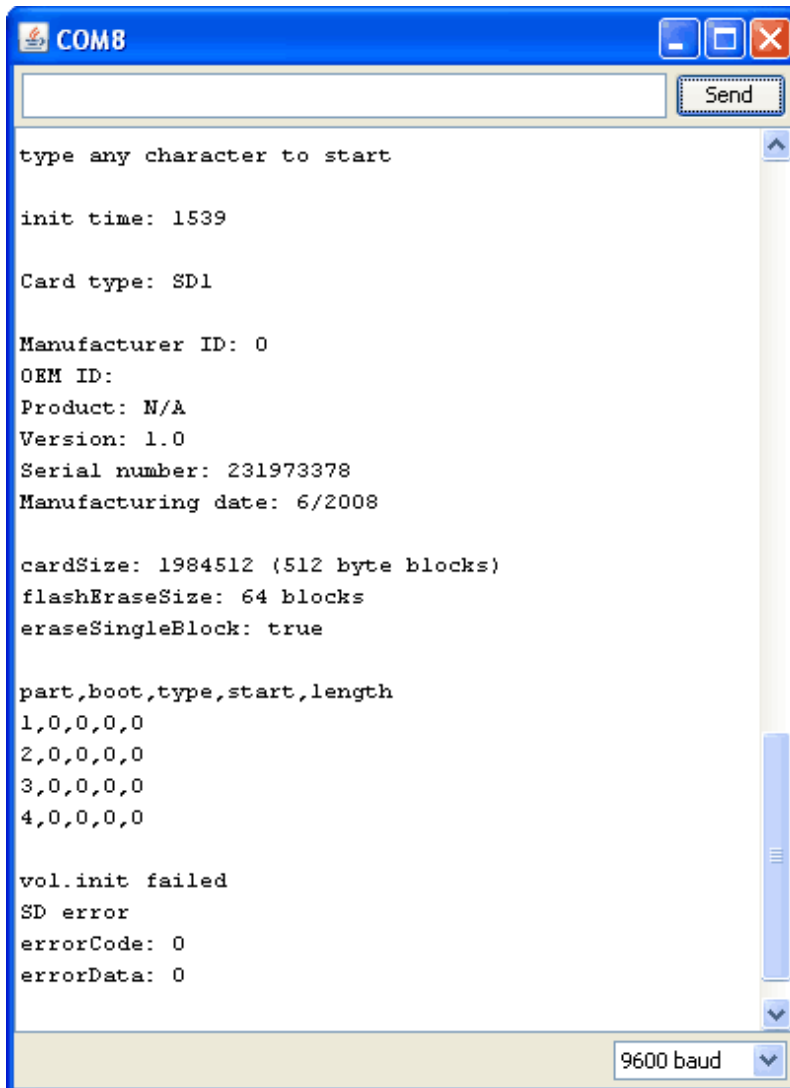 COM8
Send
type any character to start
init time: 1539
Card type: SD1
Manufacturer ID: 0
OEM ID:
Product: N/A
Version: 1.0
Serial number: 231973378
Manufacturing date: 6/2008
cardSize: 1984512 (512 byte blocks)
flashEraseSize: 64 blocks
eraseSingleBlock: true
part,boot,type,start,length
1,0,0,0,0
2,0,0,0,0
3,0,0,0,0
4,0,0,0,0
vol.init failed
SD error
errorCode: 0
errorData: 0
9600 baud